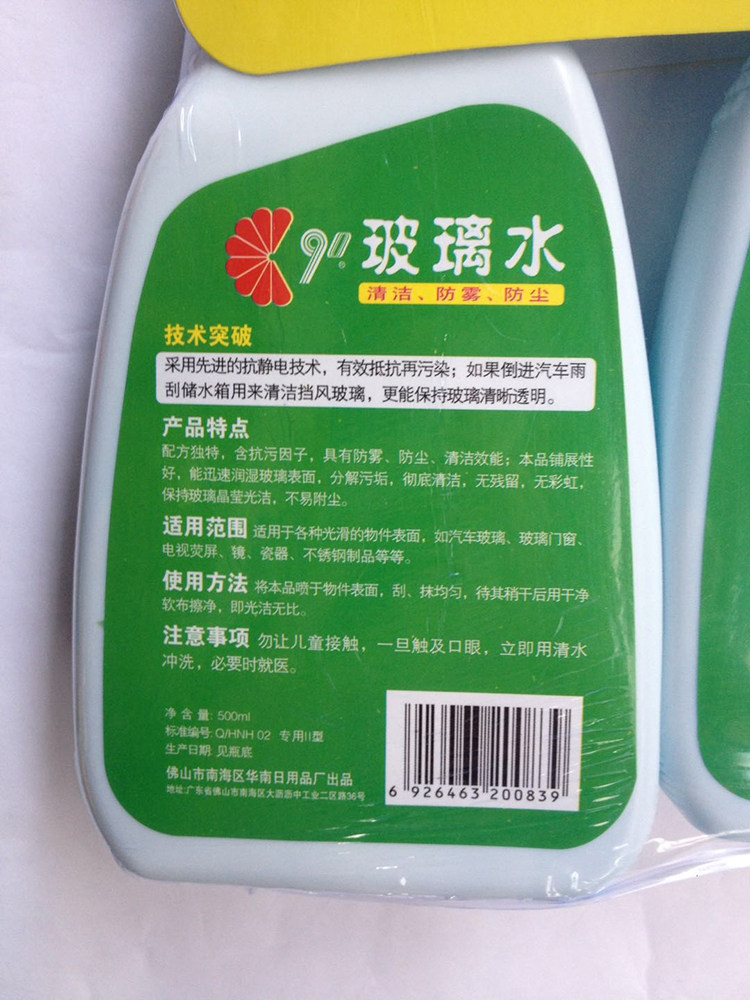 90® 玻璃水
清洁、防雾、防尘
技术突破
采用先进的抗静电技术，有效抵抗再污染；如果倒进汽车雨
刮储水箱用来清洁挡风玻璃，更能保持玻璃清晰透明。
产品特点
配方独特，含抗污因子，具有防雾、防尘、清洁效能；本品铺展性
好，能迅速润湿玻璃表面，分解污垢，彻底清洁，无残留，无彩虹，
保持玻璃晶莹光洁，不易附尘。
适用范围 适用于各种光滑的物件表面，如汽车玻璃、玻璃门窗、
电视荧屏、镜、瓷器、不锈钢制品等等。
使用方法 将本品喷于物件表面，刮、抹均匀，待其稍干后用干净
软布擦净，即光洁无比。
注意事项 勿让儿童接触，一旦触及口眼，立即用清水
冲洗，必要时就医。
净 含 量: 500ml
标准编号: Q/HNH 02 专用II型
生产日期: 见瓶底
佛山市南海区华南日用品厂出品
地址:广东省佛山市南海区大沥沥中工业二区路36号
6 926463 200839